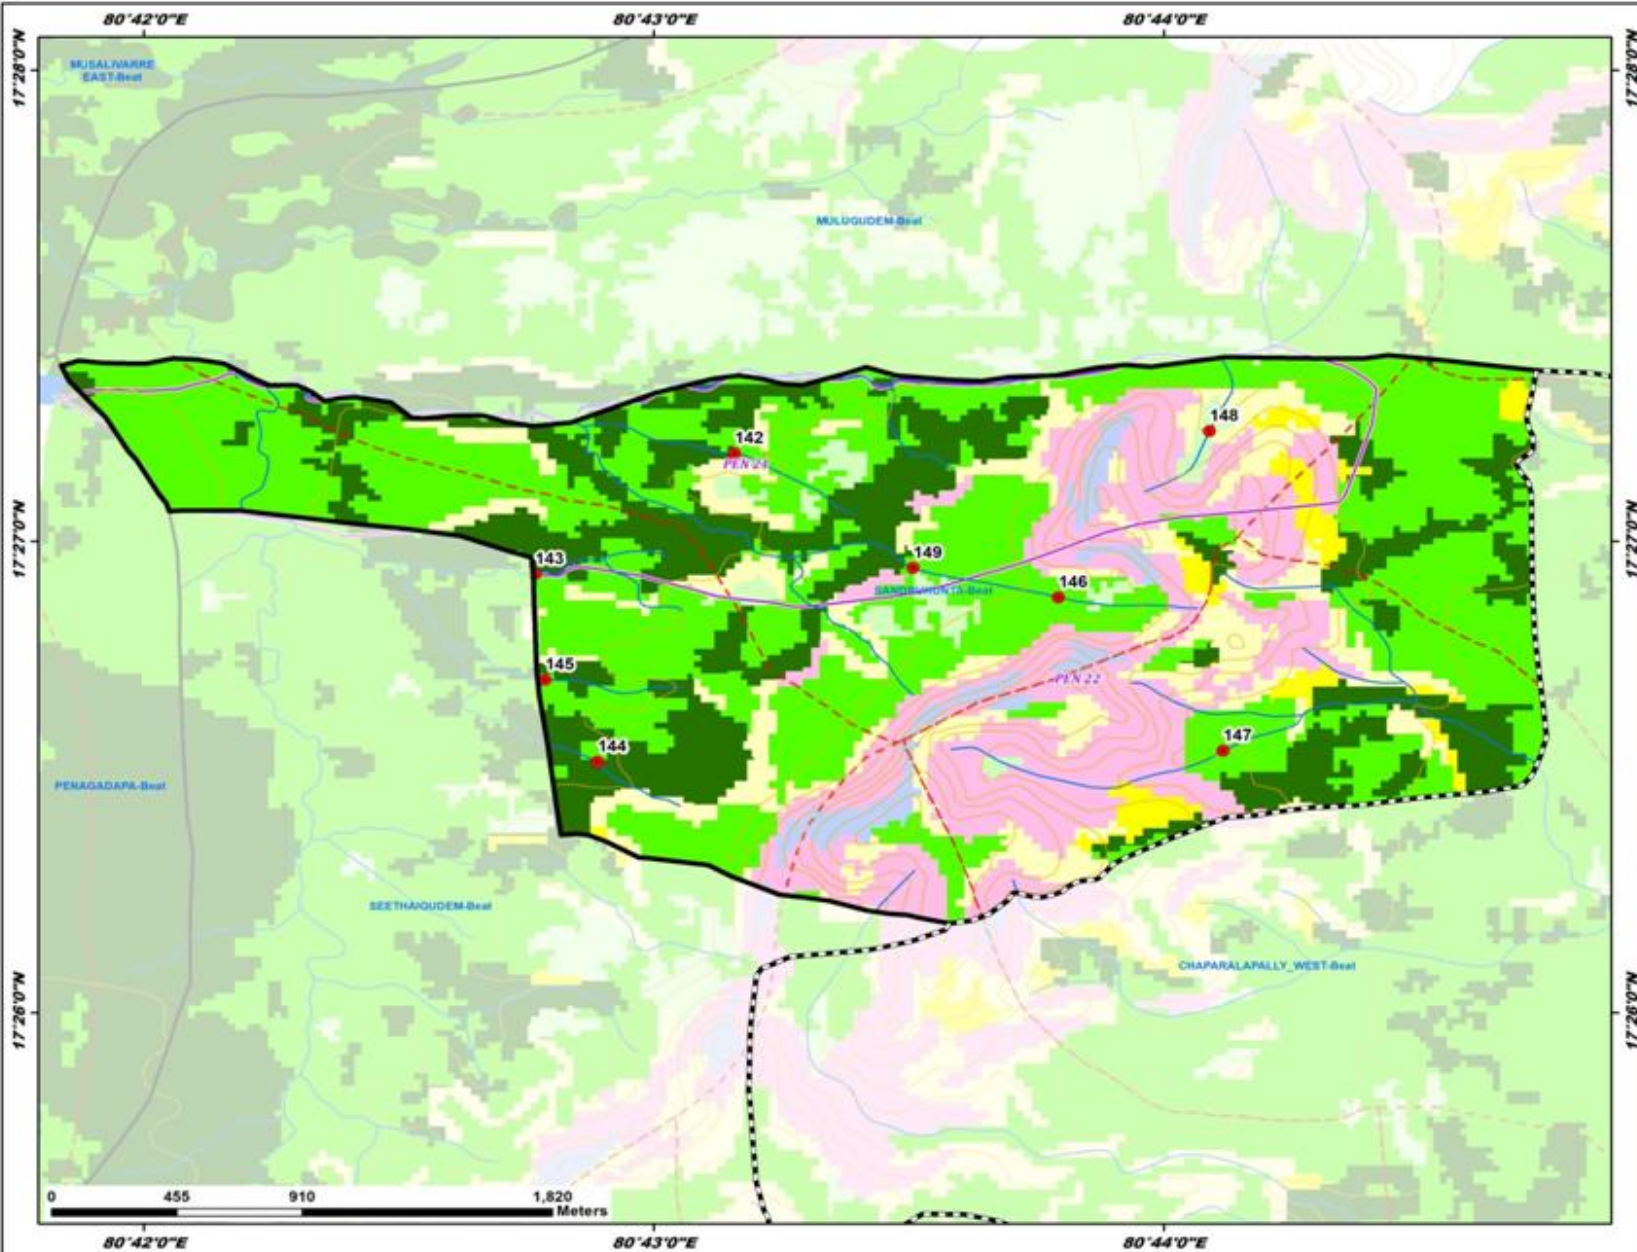 80°42'0"E 80°43'0"E 80°44'0"E
17°28'0"N 17°28'0"N
MUSALIVARRE
EAST-Beat
MULUGUDEM-Beat
148
142
PEN 21
17°27'0"N 17°27'0"N
143
149
146
145
PEN 22
144
147
PENAGADAPA-Beat
SEETHAIGUDEM-Beat
CHAPARALAPALLY_WEST-Beat
17°26'0"N 17°26'0"N
0 455 910 1,820
Meters
80°42'0"E 80°43'0"E 80°44'0"E